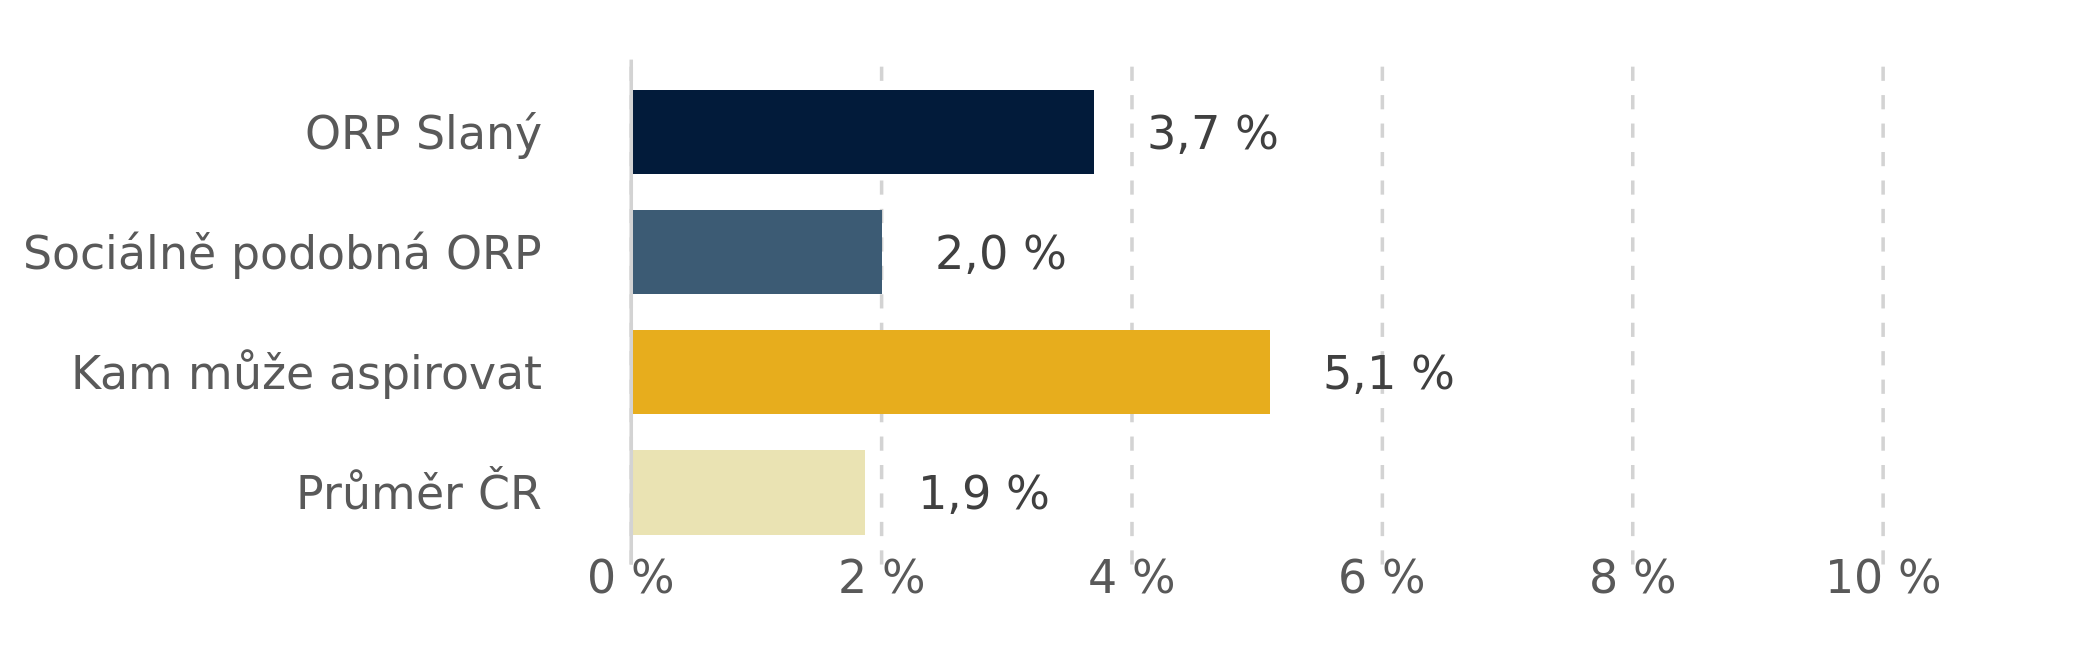 ORP Slaný 3,7 %
Sociálně podobná ORP 2,0 %
Kam může aspirovat 5,1 %
Průměr ČR 1,9 %
0 % 2 % 4 % 6 % 8 % 10 %